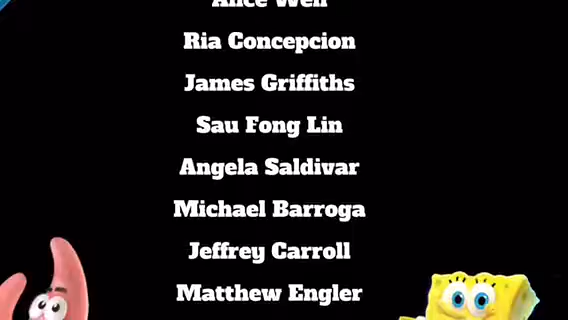 Ria Concepcion
James Griffiths
Sau Fong Lin
Angela Saldivar
Michael Barroga
Jeffrey Carroll
Matthew Engler